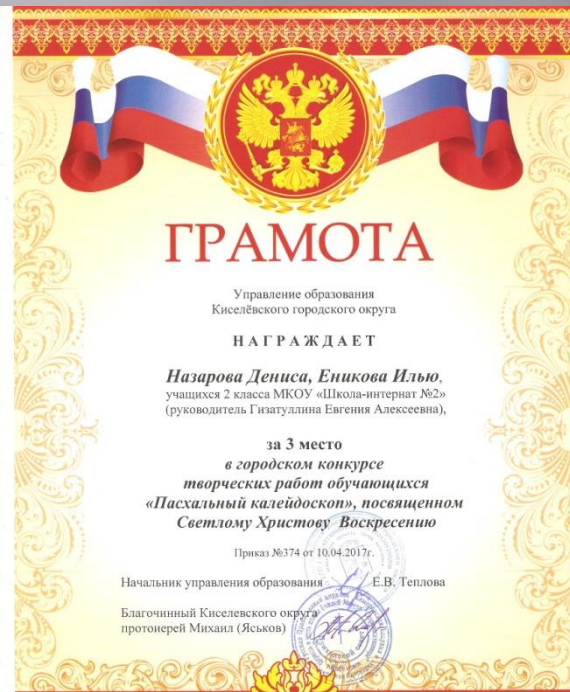 ГРАМОТА
Управление образования
Киселёвского городского округа
НАГРАЖДАЕТ
Назарова Дениса, Еникова Илью,
учащихся 2 класса МКОУ «Школа-интернат №2»
(руководитель Гизатуллина Евгения Алексеевна),
за 3 место
в городском конкурсе
творческих работ обучающихся
«Пасхальный калейдоскоп», посвященном
Светлому Христову Воскресению
Приказ №374 от 10.04.2017г.
Начальник управления образования Е.В. Теплова
Благочинный Киселевского округа
протоиерей Михаил (Яськов)